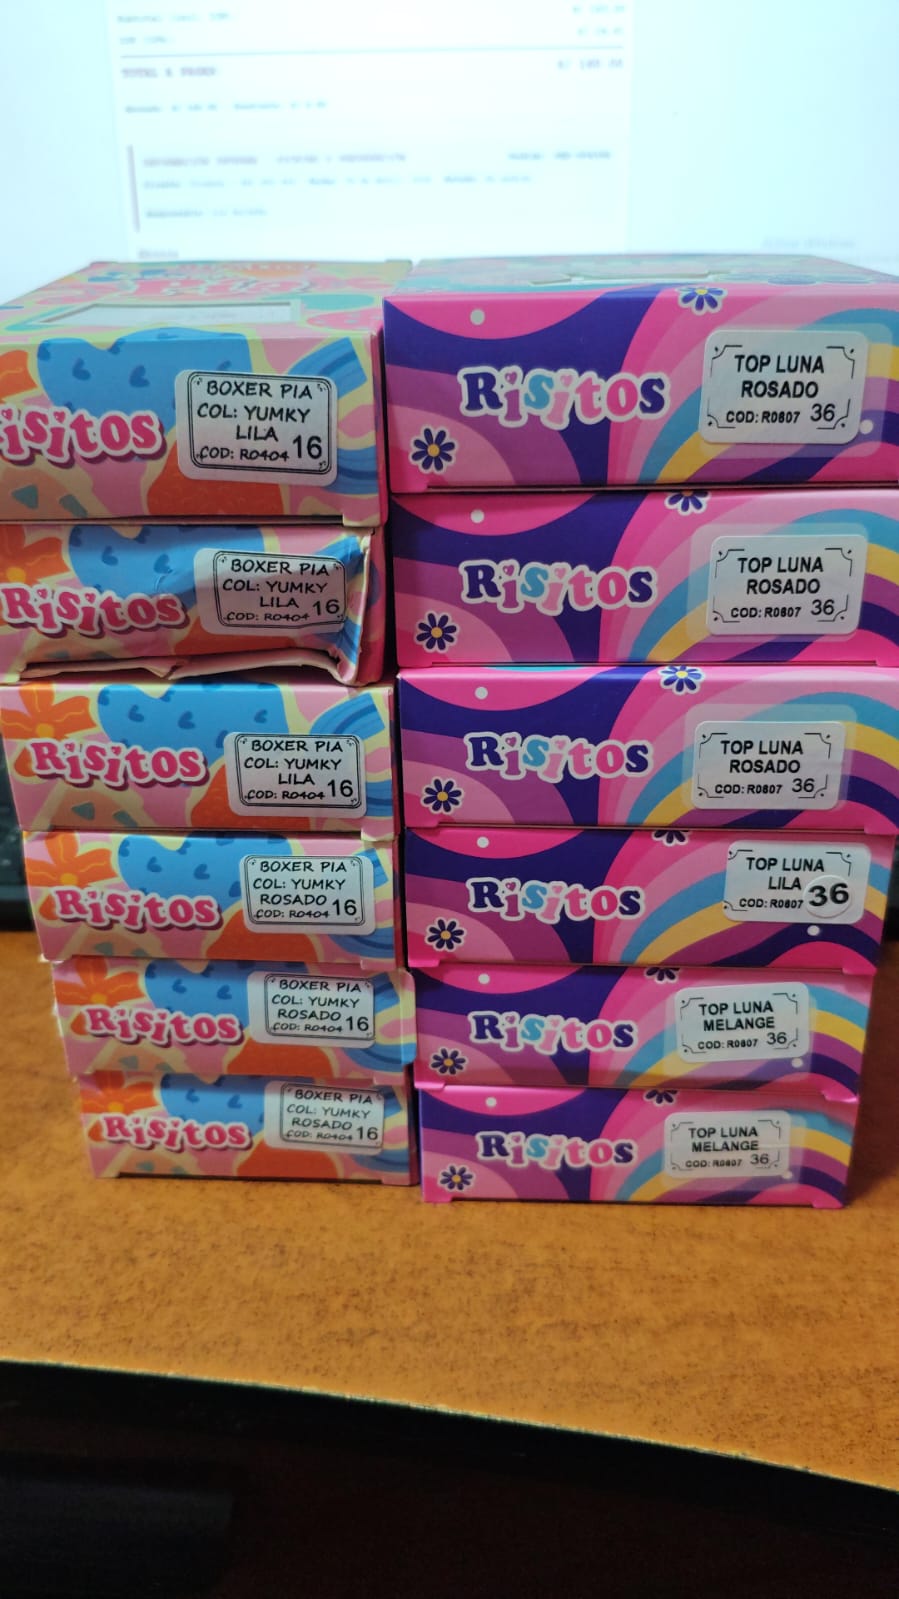 TOTAL A PAGAR
Risitos
BOXER PIA
COL: YUMKY
LILA
COD: R0404 16
Risitos
BOXER PIA
COL: YUMKY
LILA
COD: R0404 16
Risitos
BOXER PIA
COL: YUMKY
LILA
COD: R0404 16
Risitos
BOXER PIA
COL: YUMKY
ROSADO
COD: R0404 16
Risitos
BOXER PIA
COL: YUMKY
ROSADO
COD: R0404 16
Risitos
BOXER PIA
COL: YUMKY
ROSADO
COD: R0404 16
Risitos
TOP LUNA
ROSADO
COD: R0807 36
Risitos
TOP LUNA
ROSADO
COD: R0807 36
Risitos
TOP LUNA
ROSADO
COD: R0807 36
Risitos
TOP LUNA
LILA
COD: R0807 36
Risitos
TOP LUNA
MELANGE
COD: R0807 36
Risitos
TOP LUNA
MELANGE
COD: R0807 36